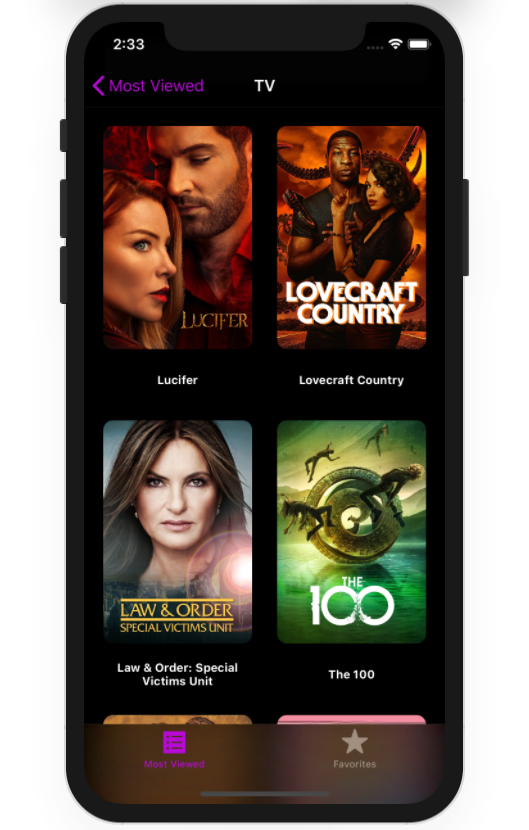 2:33
Most Viewed
TV
LUCIFER
LOVECRAFT
COUNTRY
Lucifer
Lovecraft Country
LAW & ORDER
SPECIAL VICTIMS UNIT
THE
100
Law & Order: Special
Victims Unit
The 100
Most Viewed
Favorites